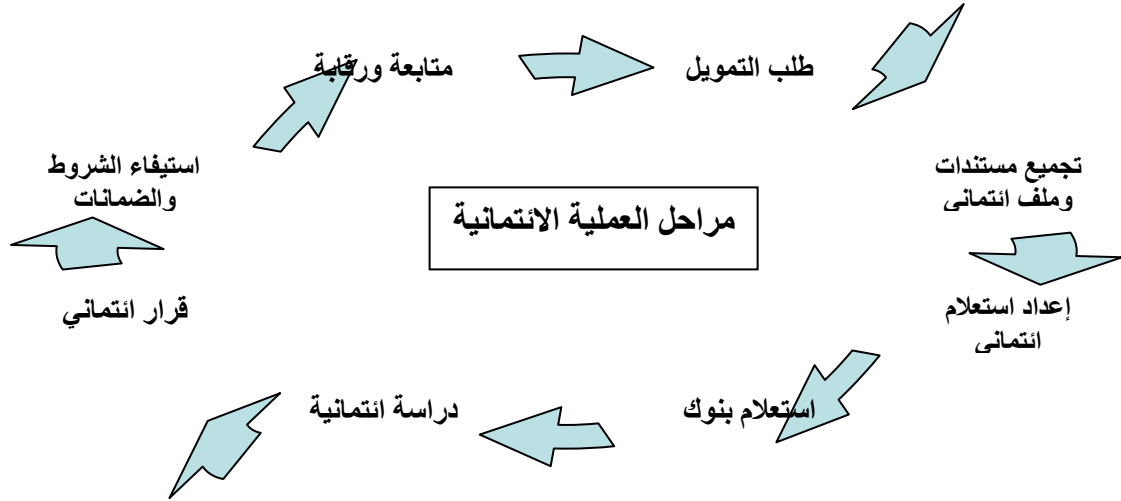 مراحل العملية الائتمانية
طلب التمويل
تجميع مستندات
وملف ائتمانى
إعداد استعلام
ائتمانى
استعلام بنوك
دراسة ائتمانية
قرار ائتماني
استيفاء الشروط
والضمانات
متابعة ورقابة